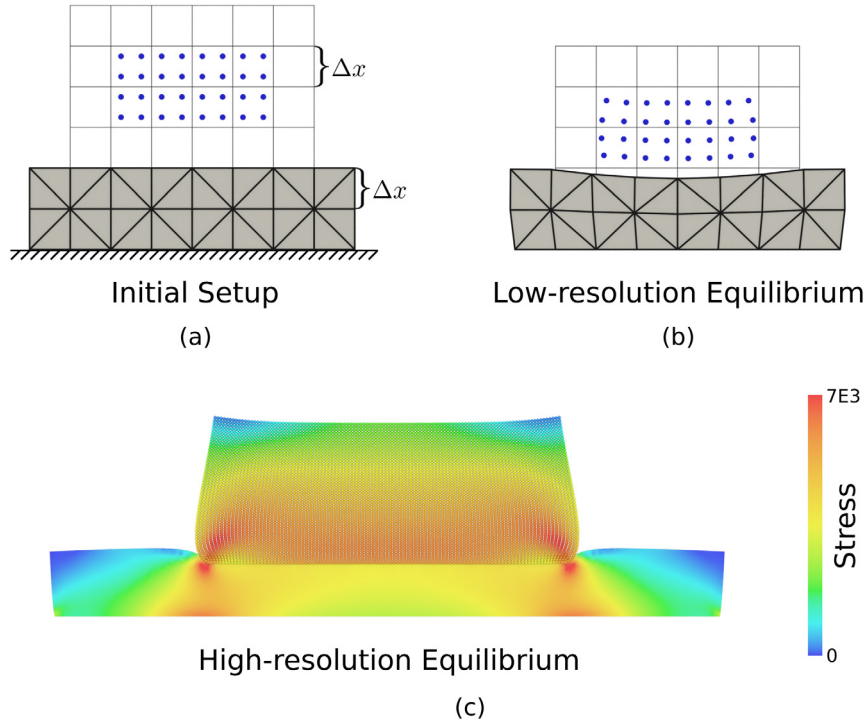 Δx
Δx
Initial Setup
Low-resolution Equilibrium
(a)
(b)
7E3
Stress
0
High-resolution Equilibrium
(c)